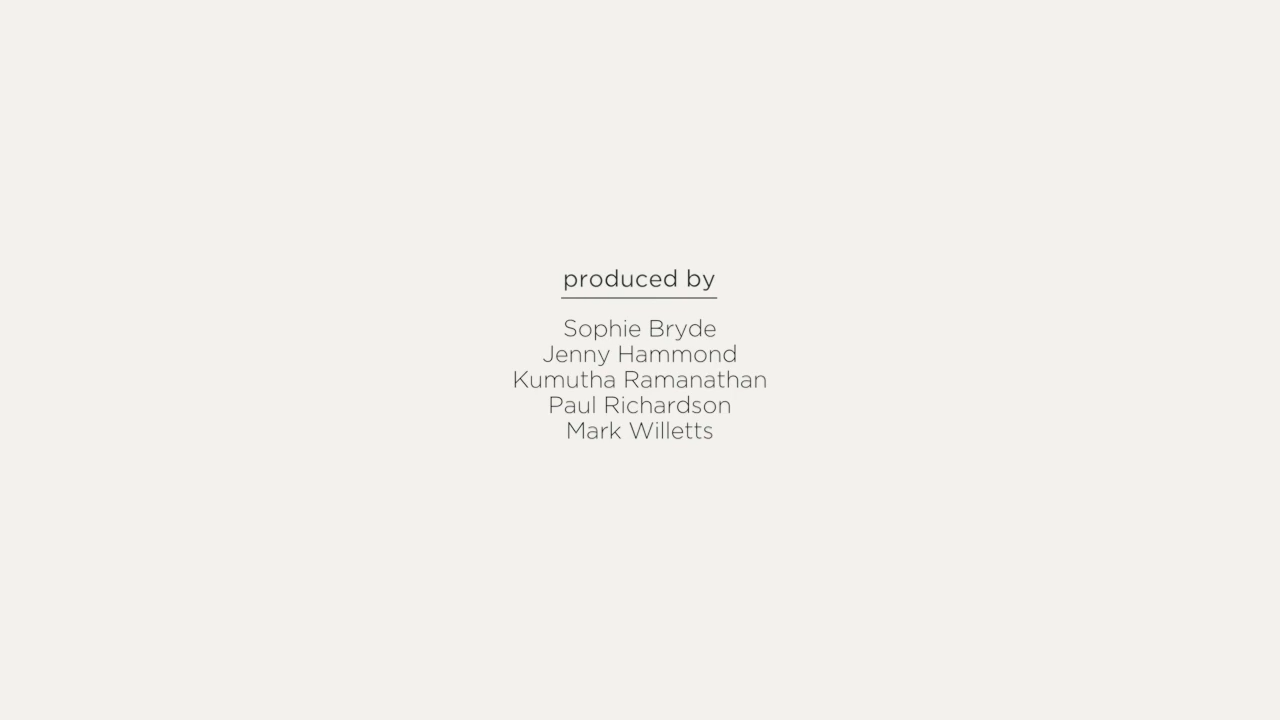 produced by
Sophie Bryde
Jenny Hammond
Kumutha Ramanathan
Paul Richardson
Mark Willetts